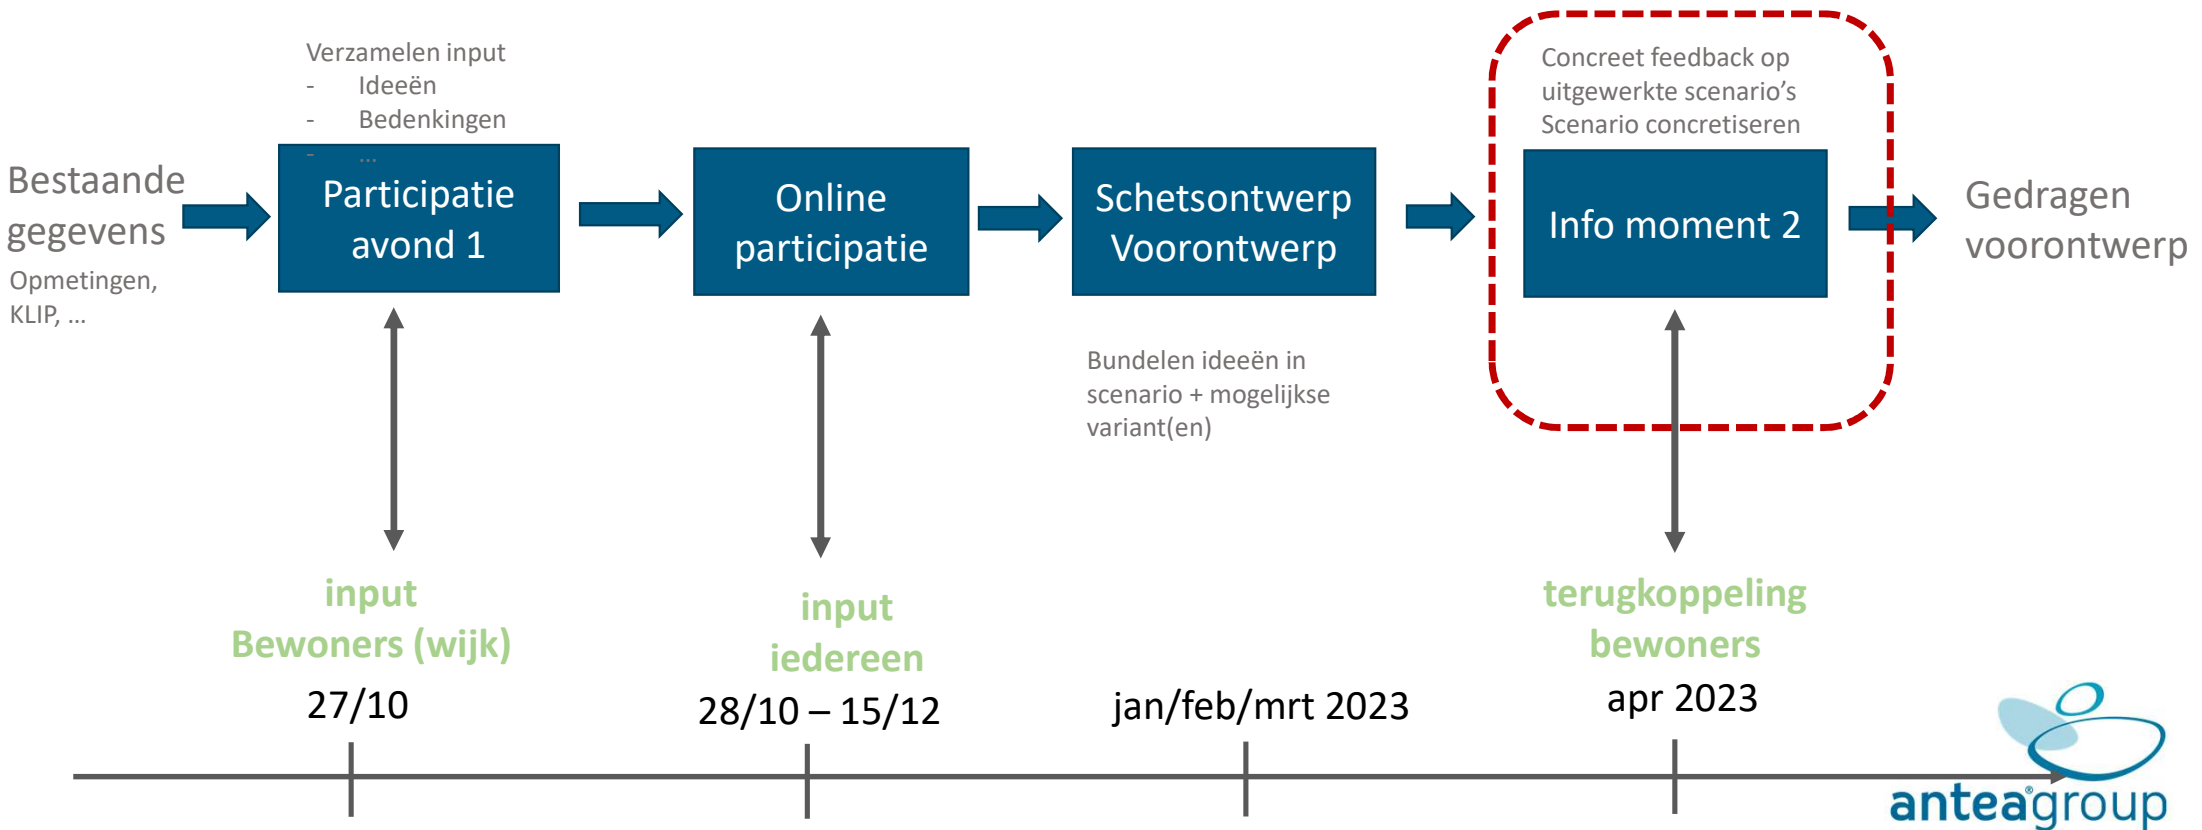 Verzamelen input
- Ideeën
- Bedenkingen
- ...
Concreet feedback op
uitgewerkte scenario's
Scenario concretiseren
Bestaande
gegevens
Opmetingen,
KLIP, ...
Participatie
avond 1
Online
participatie
Schetsontwerp
Voorontwerp
Info moment 2
Gedragen
voorontwerp
Bundelen ideeën in
scenario + mogelijkse
variant(en)
input
Bewoners (wijk)
27/10
input
iedereen
28/10 – 15/12
jan/feb/mrt 2023
terugkoppeling
bewoners
apr 2023
antea®group